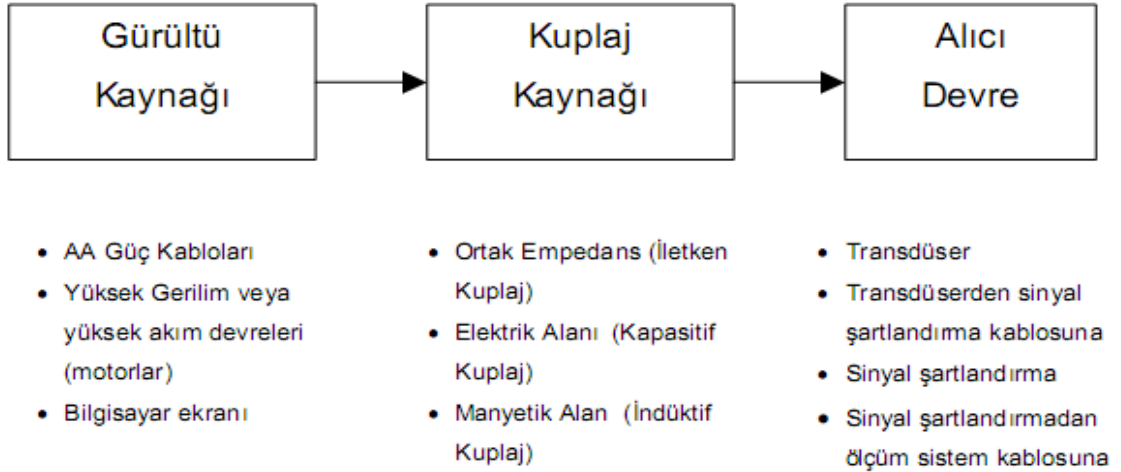 Gürültü
Kaynağı
Kuplaj
Kaynağı
Alıcı
Devre
• AA Güç Kabloları
• Yüksek Gerilim veya
yüksek akım devreleri
(motorlar)
• Bilgisayar ekranı
• Ortak Empedans (İletken
Kuplaj)
• Elektrik Alanı (Kapasitif
Kuplaj)
• Manyetik Alan (İndüktif
Kuplaj)
• Transdüser
• Transdüserden sinyal
şartlandırma kablosuna
• Sinyal şartlandırma
• Sinyal şartlandırmadan
ölçüm sistem kablosuna